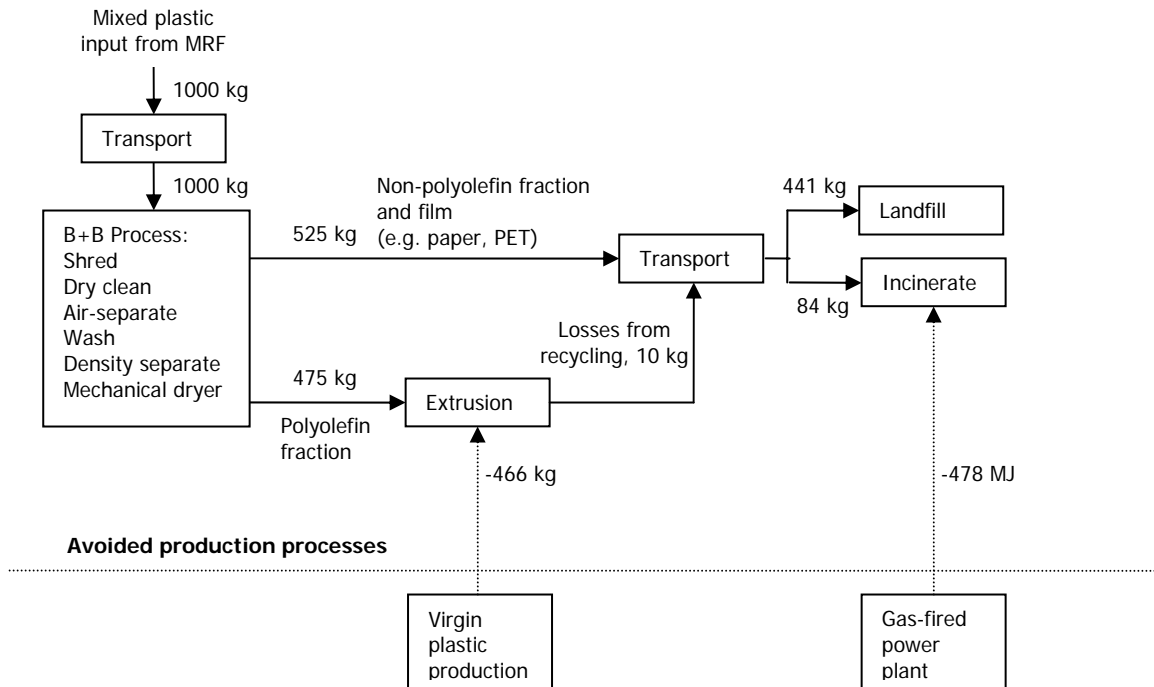 Mixed plastic
input from MRF
1000 kg
Transport
1000 kg
B+B Process:
Shred
Dry clean
Air-separate
Wash
Density separate
Mechanical dryer
525 kg
Non-polyolefin fraction
and film
(e.g. paper, PET)
Transport
441 kg
Landfill
Incinerate
84 kg
475 kg
Polyolefin
fraction
Extrusion
Losses from
recycling, 10 kg
-466 kg
-478 MJ
Avoided production processes
Virgin
plastic
production
Gas-fired
power
plant